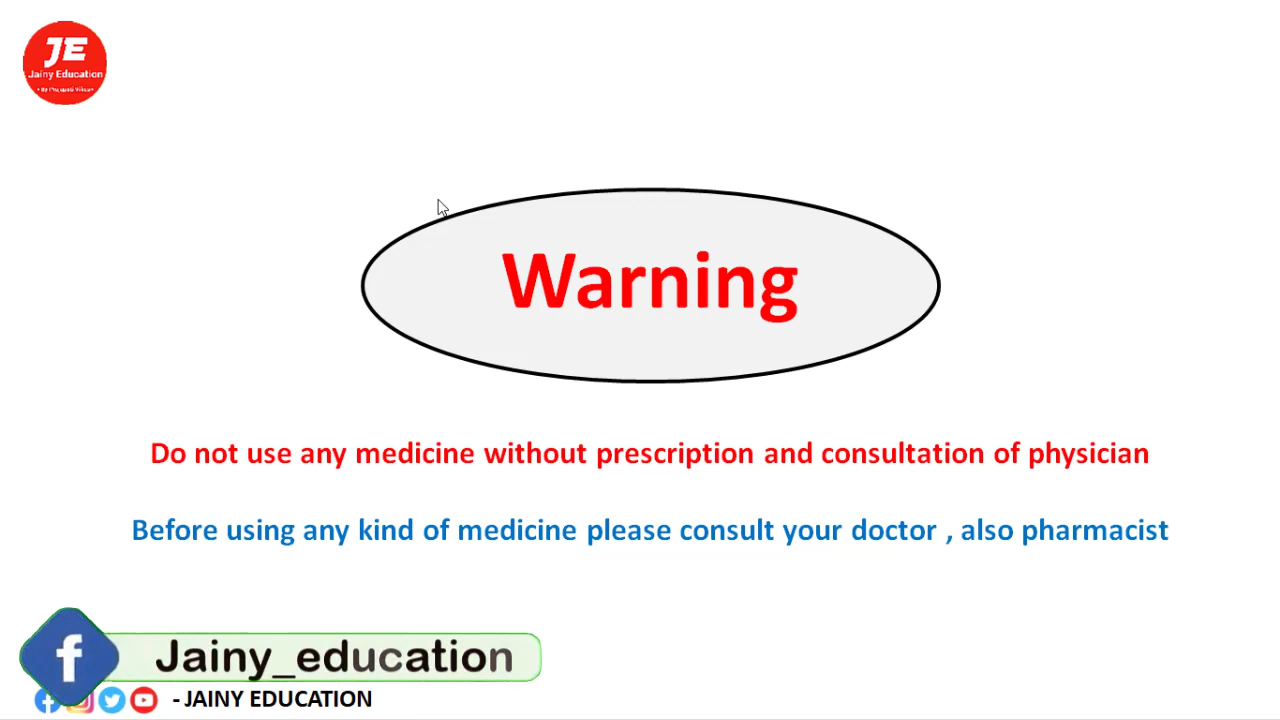 JE
Jainy Education
Warning
Do not use any medicine without prescription and consultation of physician
Before using any kind of medicine please consult your doctor , also pharmacist
f Jainy_education
- JAINY EDUCATION